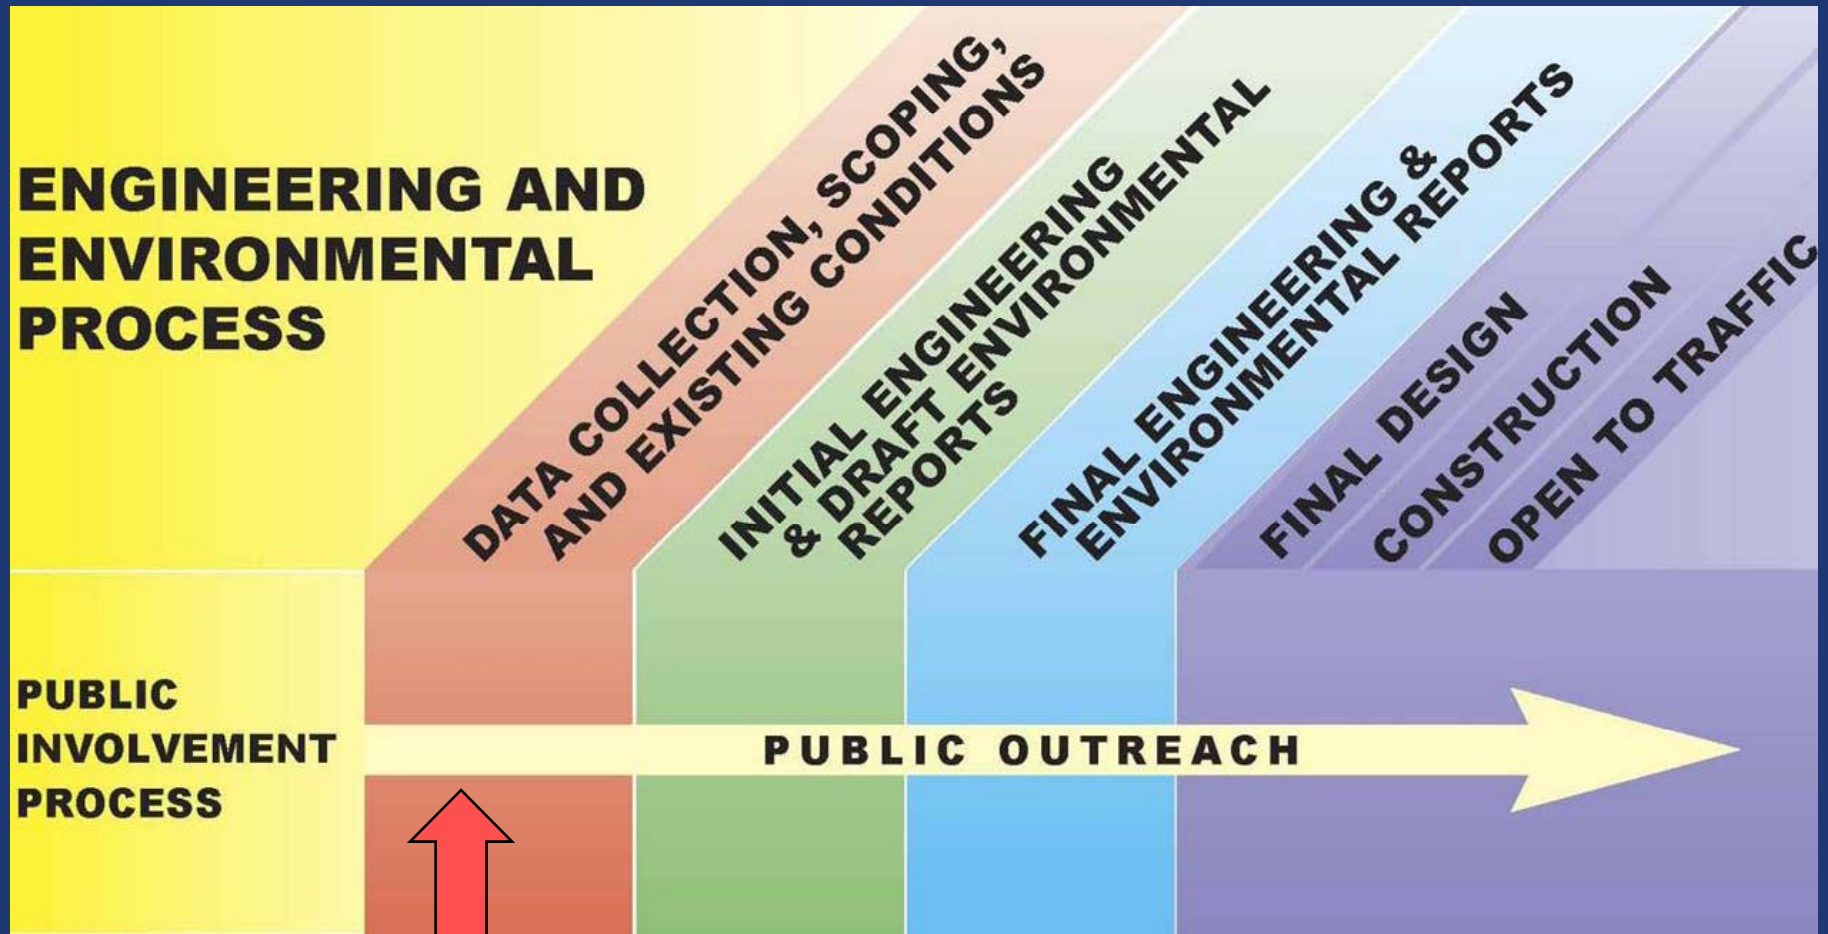 ENGINEERING AND
ENVIRONMENTAL
PROCESS
DATA COLLECTION, SCOPING,
AND EXISTING CONDITIONS
INITIAL ENGINEERING
& DRAFT ENVIRONMENTAL
REPORTS
FINAL ENGINEERING &
ENVIRONMENTAL REPORTS
FINAL DESIGN
CONSTRUCTION
OPEN TO TRAFFIC
PUBLIC
INVOLVEMENT
PROCESS
PUBLIC OUTREACH